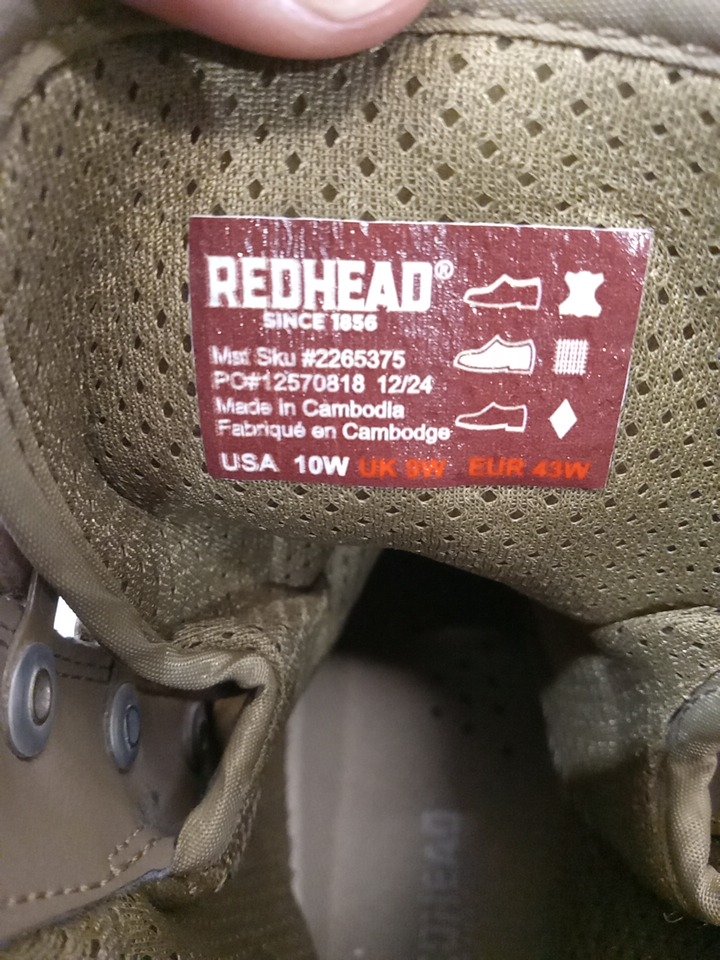 REDHEAD®
SINCE 1856
Mst Sku #2265375
PO#12570818 12/24
Made in Cambodia
Fabriqué en Cambodge
USA 10W UK 9W EUR 43W